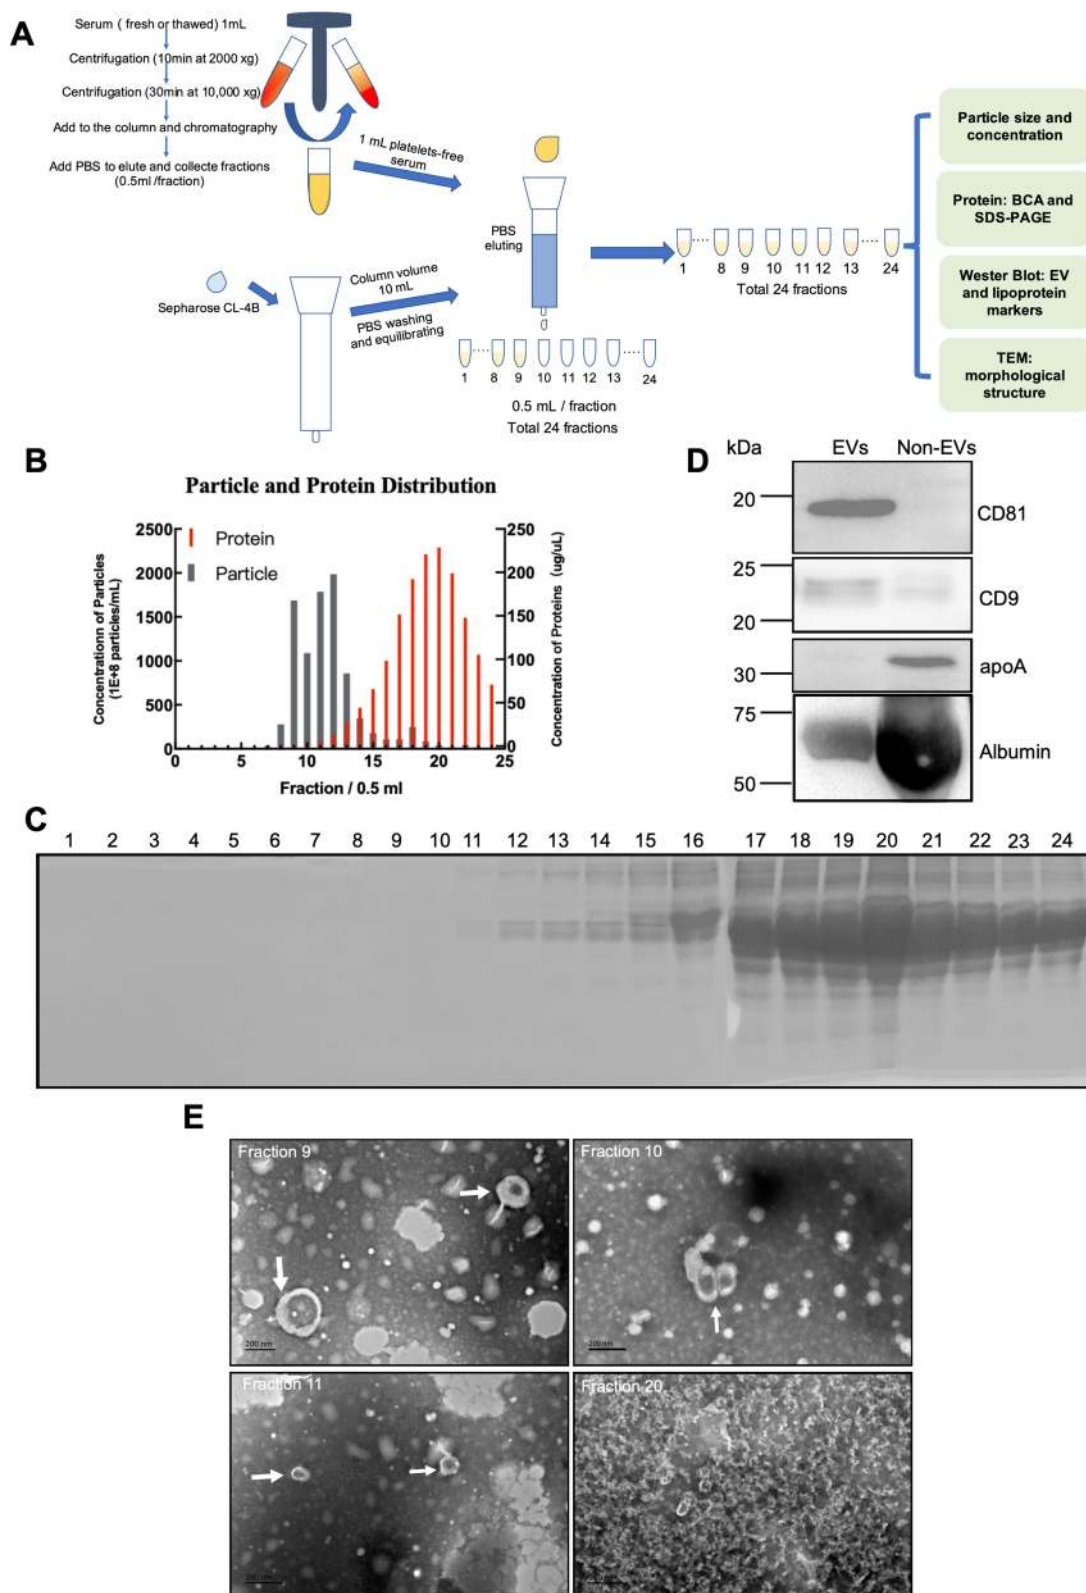 A
Serum ( fresh or thawed) 1mL
Centrifugation (10min at 2000 xg)
Centrifugation (30min at 10,000 xg)
Add to the column and chromatography
Add PBS to elute and collecte fractions
(0.5ml /fraction)
1 mL platelets-free
serum
Sepharose CL-4B
Column volume
10 mL
PBS washing
and equilibrating
PBS
eluting
1 8 9 10 11 12 13 24
0.5 mL / fraction
Total 24 fractions
1 8 9 10 11 12 13 24
Total 24 fractions
Particle size and
concentration
Protein: BCA and
SDS-PAGE
Wester Blot: EV
and lipoprotein
markers
TEM:
morphological
structure
B
Particle and Protein Distribution
Protein
Particle
Concentrationn of Particles
(1E+8 particles/mL)
2500
2000
1500
1000
500
0
250
200
150
100
50
0
Concentration of Proteins (ug/uL)
0 5 10 15 20 25
Fraction / 0.5 ml
D
kDa EVs Non-EVs
20 CD81
25
20 CD9
30 apoA
75
50 Albumin
C
1 2 3 4 5 6 7 8 9 10 11 12 13 14 15 16 17 18 19 20 21 22 23 24
E
Fraction 9
200 nm
Fraction 10
200 nm
Fraction 11
200 nm
Fraction 20